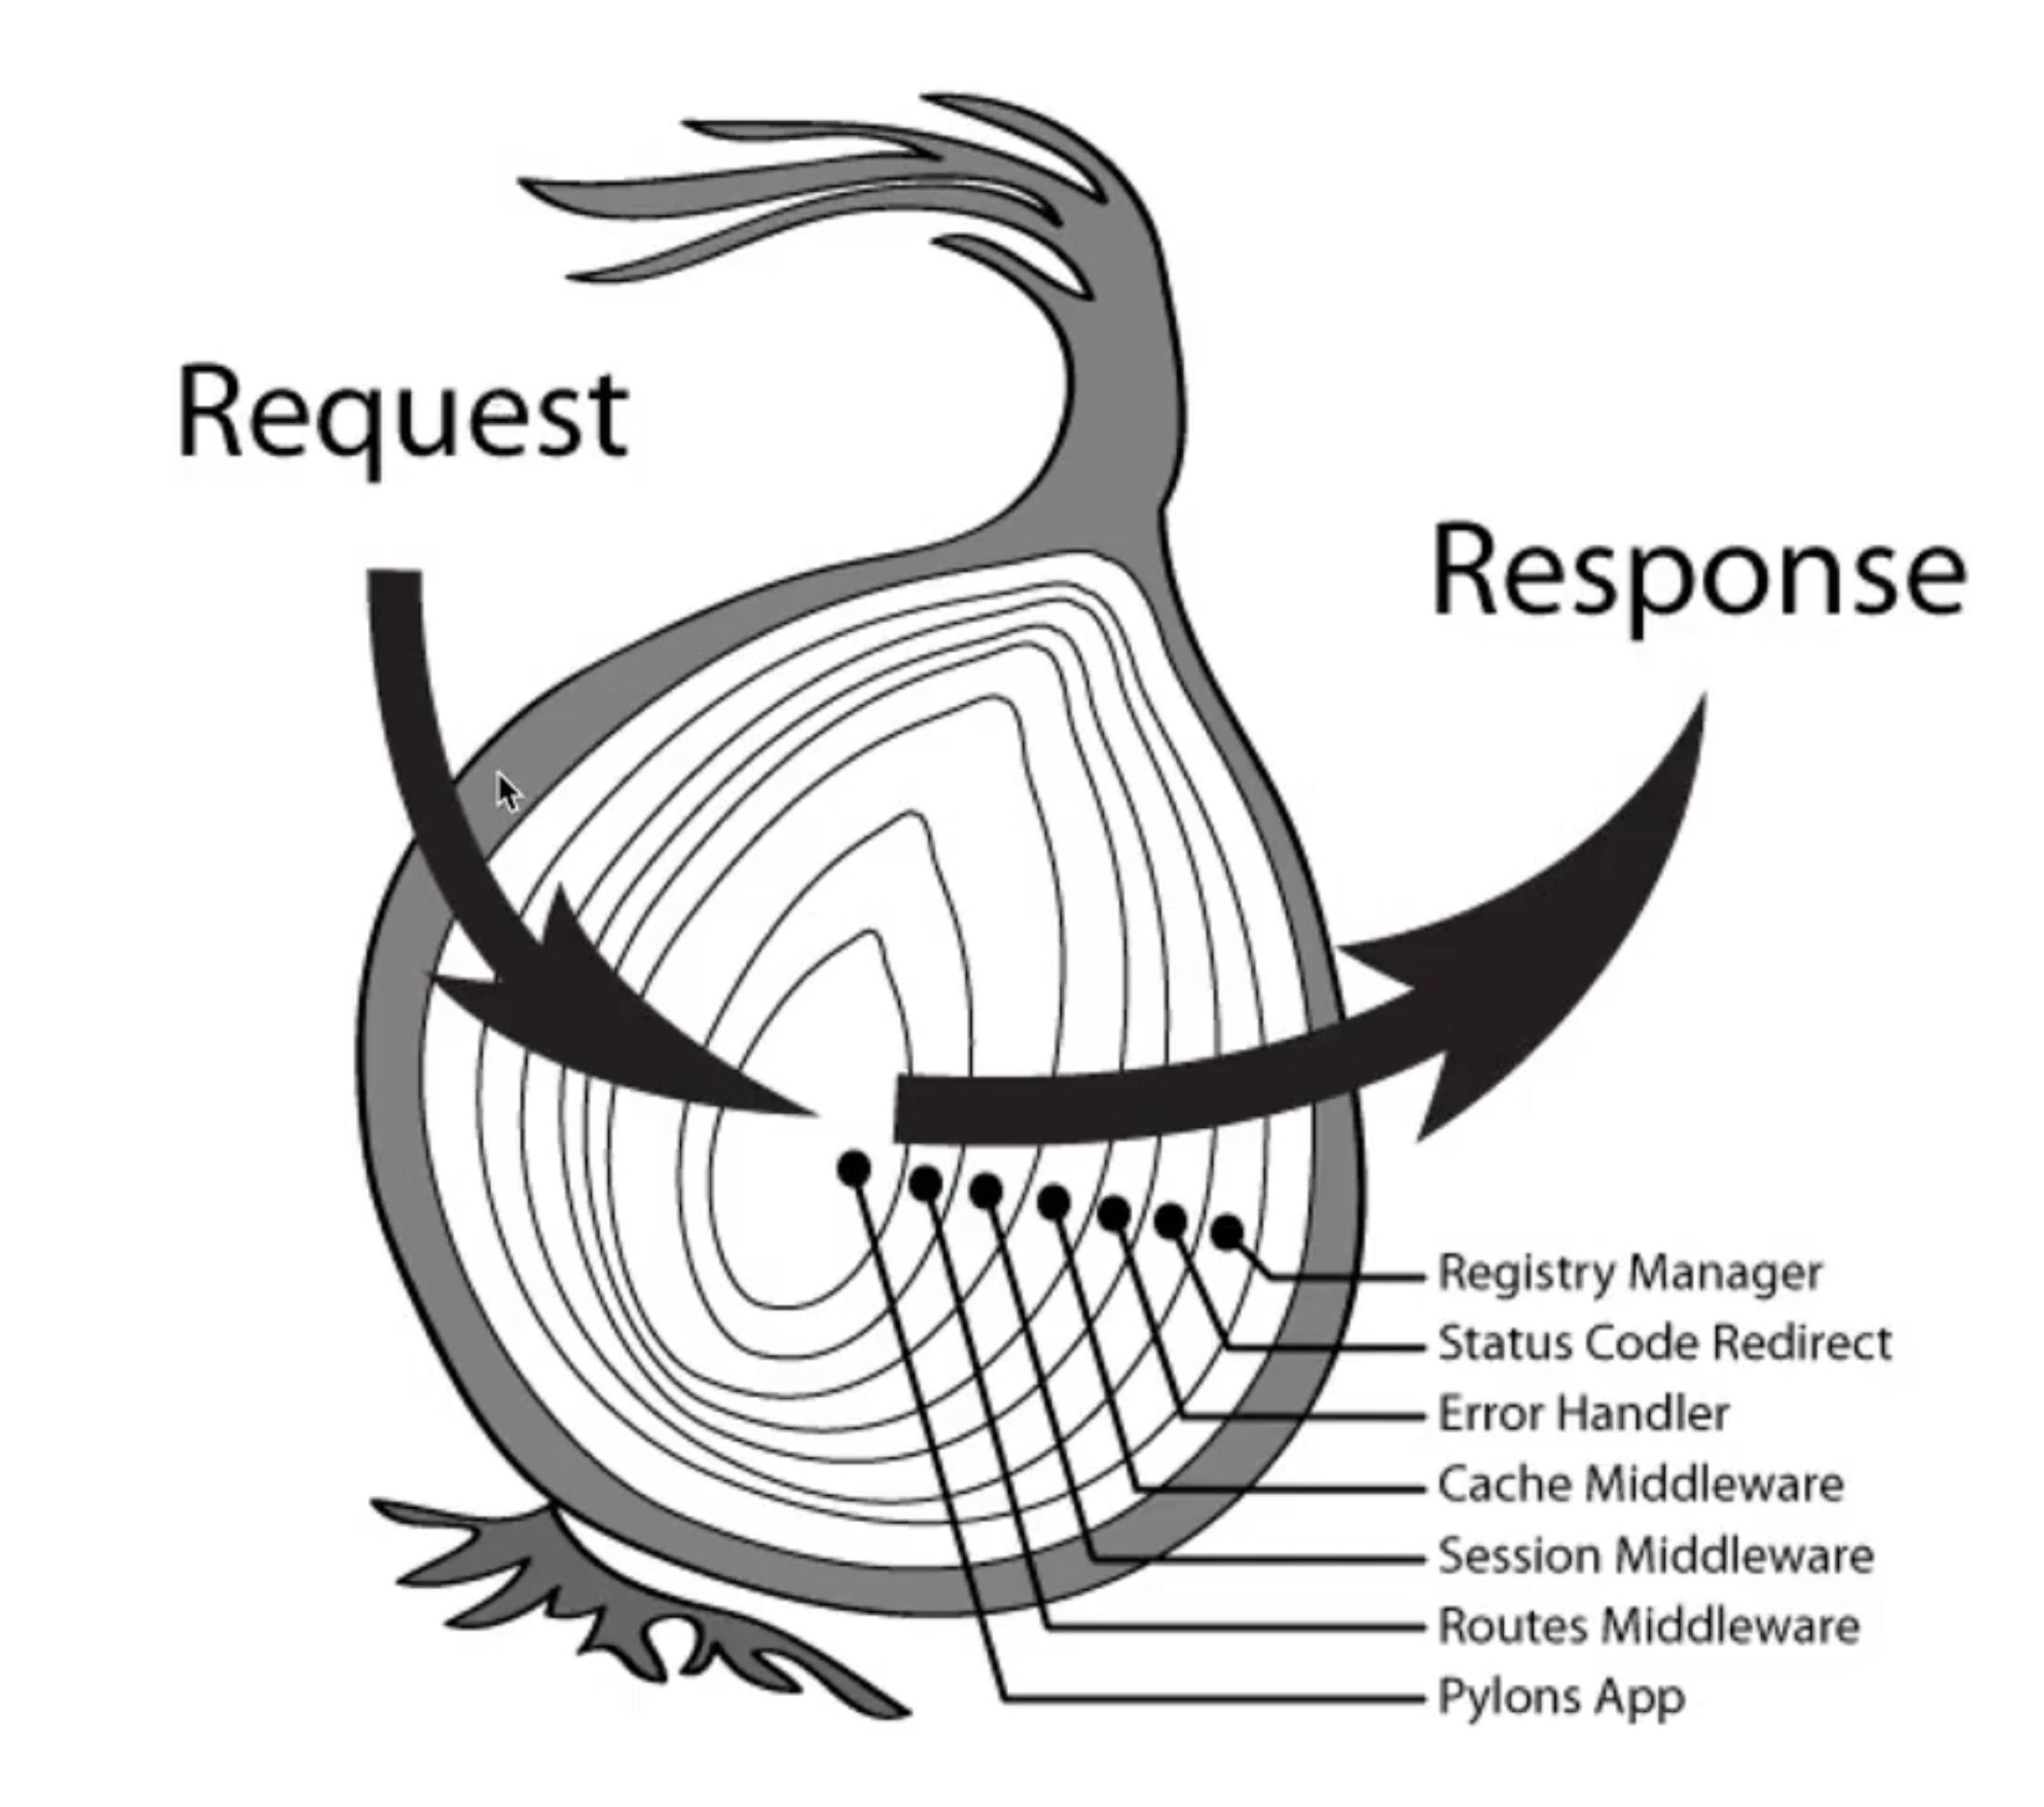 Request
Response
Registry Manager
Status Code Redirect
Error Handler
Cache Middleware
Session Middleware
Routes Middleware
Pylons App